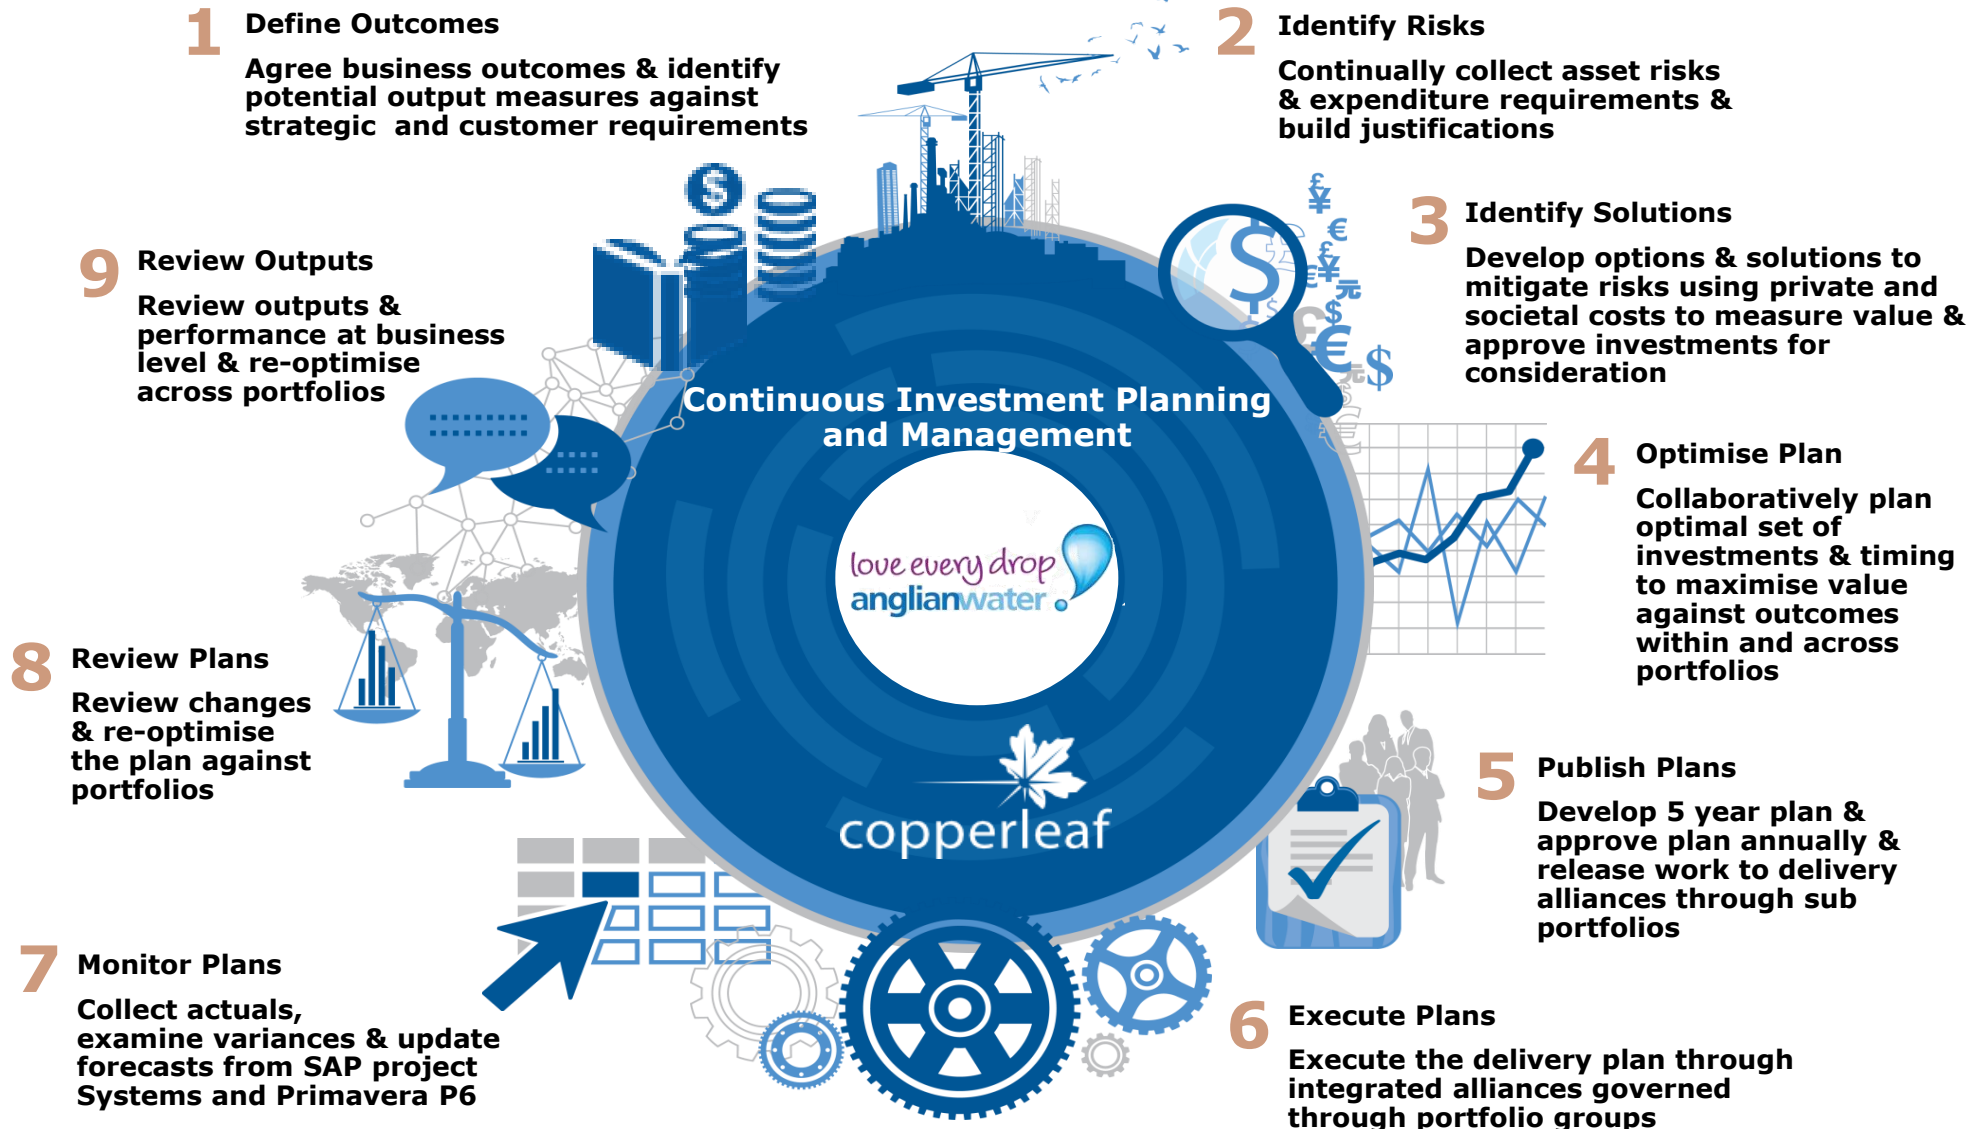 1
Define Outcomes
Agree business outcomes & identify
potential output measures against
strategic and customer requirements
2
Identify Risks
Continually collect asset risks
& expenditure requirements &
build justifications
3
Identify Solutions
Develop options & solutions to
mitigate risks using private and
societal costs to measure value &
approve investments for
consideration
4
Optimise Plan
Collaboratively plan
optimal set of
investments & timing
to maximise value
against outcomes
within and across
portfolios
5
Publish Plans
Develop 5 year plan &
approve plan annually &
release work to delivery
alliances through sub
portfolios
6
Execute Plans
Execute the delivery plan through
integrated alliances governed
through portfolio groups
7
Monitor Plans
Collect actuals,
examine variances & update
forecasts from SAP project
Systems and Primavera P6
8
Review Plans
Review changes
& re-optimise
the plan against
portfolios
9
Review Outputs
Review outputs &
performance at business
level & re-optimise
across portfolios
Continuous Investment Planning
and Management
love every drop
anglianwater
copperleaf